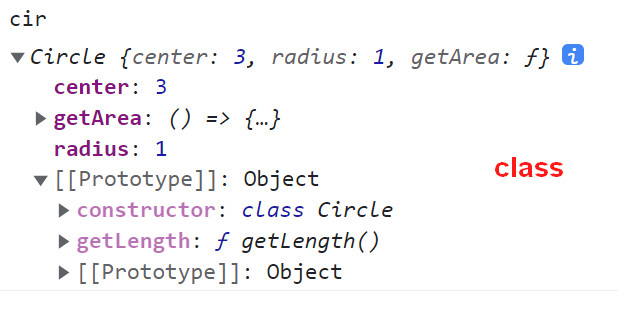 cir
▼Circle {center: 3, radius: 1, getArea: ƒ} i
center: 3
▶getArea: () => {…}
radius: 1
▼[[Prototype]]: Object
class
▶constructor: class Circle
▶getLength: ƒ getLength()
▶[[Prototype]]: Object